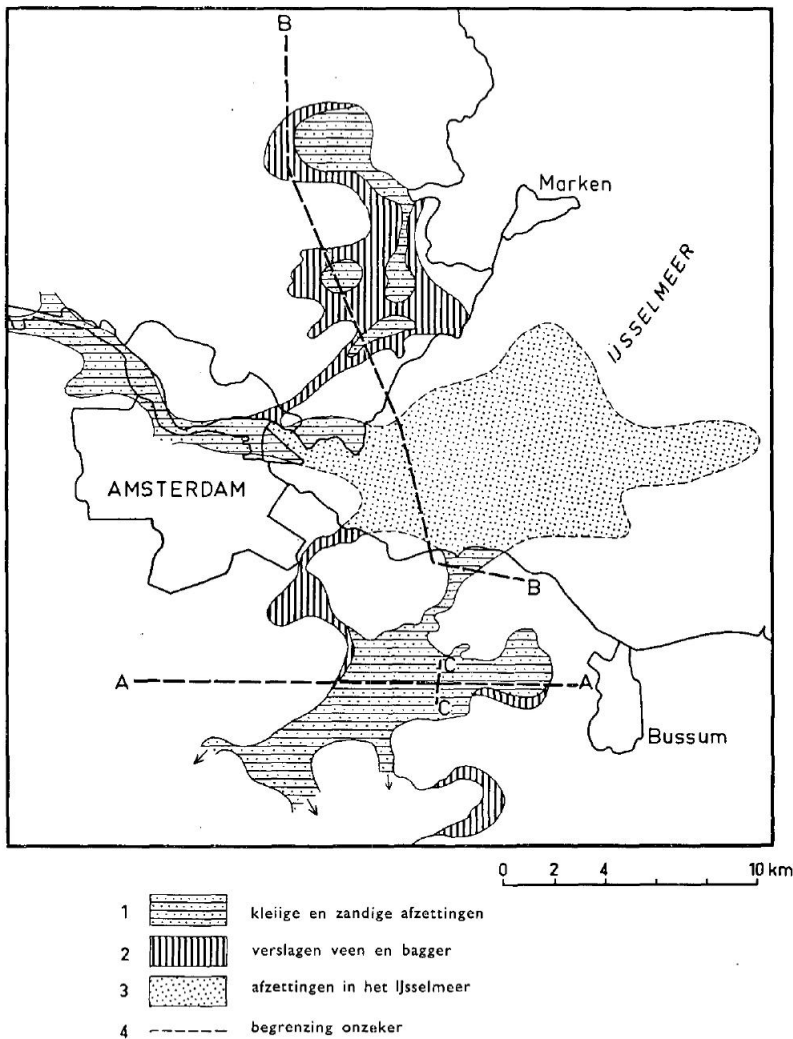 B
Marken
IJSSELMEER
AMSTERDAM
B
A
C
A
C
Bussum
0 2 4 10 km
1 kleiige en zandige afzettingen
2 verslagen veen en bagger
3 afzettingen in het IJsselmeer
4 begrenzing onzeker